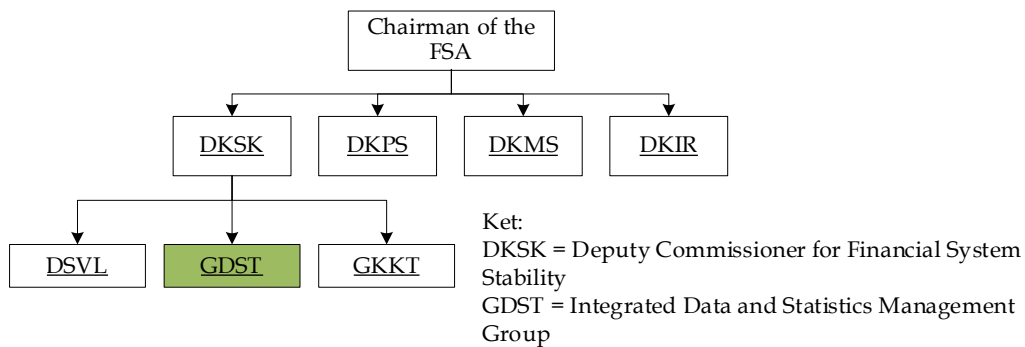 Chairman of the
FSA
DKSK
DKPS
DKMS
DKIR
DSVL
GDST
GKKT
Ket:
DKSK = Deputy Commissioner for Financial System
Stability
GDST = Integrated Data and Statistics Management
Group